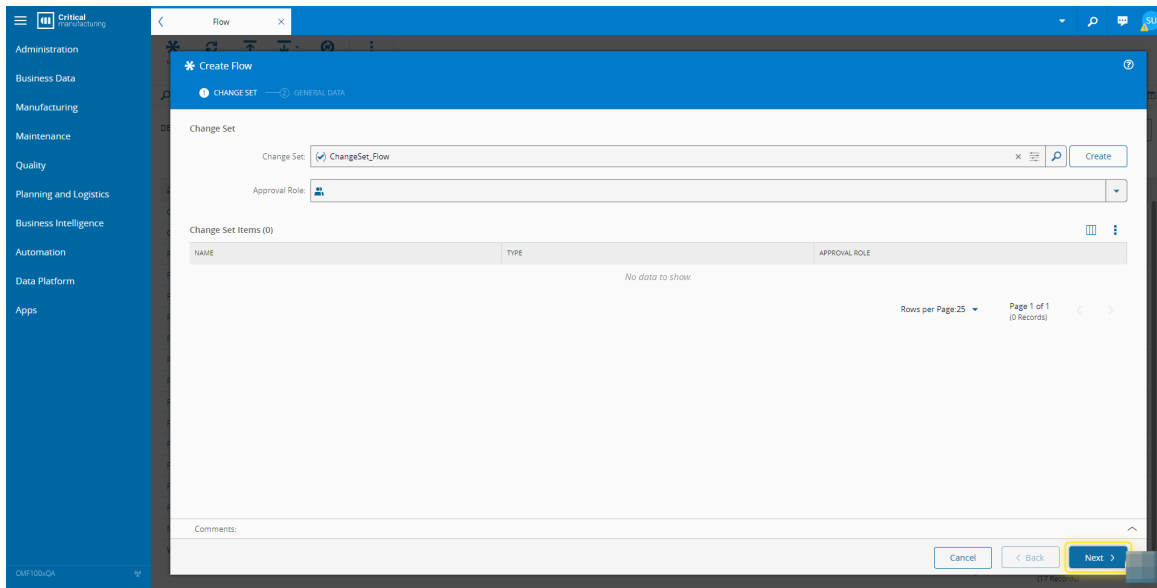 Critical
manufacturing
Flow
SU
Administration
Business Data
Manufacturing
Maintenance
Quality
Planning and Logistics
Business Intelligence
Automation
Data Platform
Apps
CMF100xQA
Create Flow
1 CHANGE SET
2 GENERAL DATA
Change Set
Change Set: ChangeSet_Flow
Create
Approval Role:
Change Set Items (0)
NAME TYPE APPROVAL ROLE
No data to show.
Rows per Page:25
Page 1 of 1
(0 Records)
Comments:
Cancel
Back
Next
(17 Records)